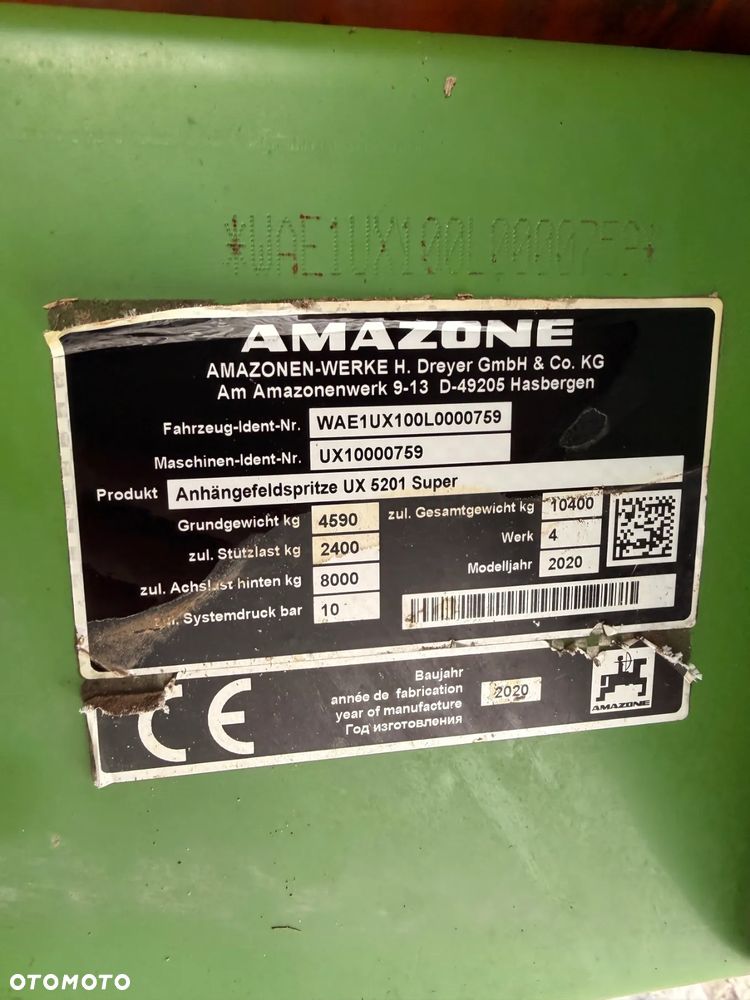 *WAE1UX100L0000759*
AMAZONE
AMAZONEN-WERKE H. Dreyer GmbH & Co. KG
Am Amazonenwerk 9-13 D-49205 Hasbergen
Fahrzeug-Ident-Nr. WAE1UX100L0000759
Maschinen-Ident-Nr. UX10000759
Produkt Anhängefeldspritze UX 5201 Super
Grundgewicht kg 4590 zul. Gesamtgewicht kg 10400
zul. Stützlast kg 2400 Werk 4
zul. Achslast hinten kg 8000 Modelljahr 2020
zul. Systemdruck bar 10
CE
Baujahr
année de fabrication
year of manufacture
Год изготовления
2020
AMAZONE
OTOMOTO